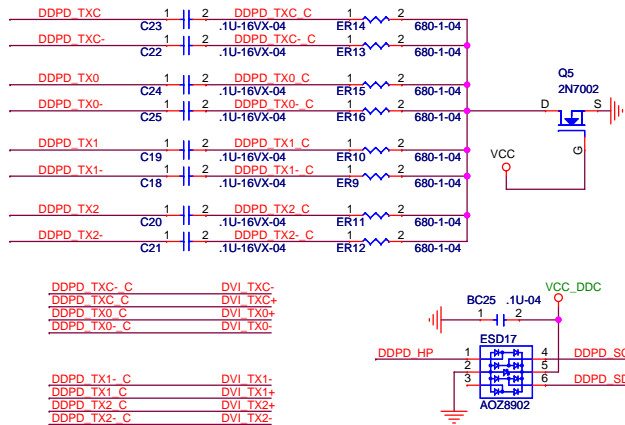 DDPD_TXC 1 2 DDPD_TXC_C 1 2
C23 .1U-16VX-04 ER14 680-1-04
DDPD_TXC- 1 2 DDPD_TXC-_C 1 2
C22 .1U-16VX-04 ER13 680-1-04
Q5
2N7002
DDPD_TX0 1 2 DDPD_TX0_C 1 2
C24 .1U-16VX-04 ER15 680-1-04
DDPD_TX0- 1 2 DDPD_TX0-_C 1 2
C25 .1U-16VX-04 ER16 680-1-04
D S
G
DDPD_TX1 1 2 DDPD_TX1_C 1 2
C19 .1U-16VX-04 ER10 680-1-04
VCC
DDPD_TX1- 1 2 DDPD_TX1-_C 1 2
C18 .1U-16VX-04 ER9 680-1-04
DDPD_TX2 1 2 DDPD_TX2_C 1 2
C20 .1U-16VX-04 ER11 680-1-04
DDPD_TX2- 1 2 DDPD_TX2-_C 1 2
C21 .1U-16VX-04 ER12 680-1-04
DDPD_TXC-_C DVI_TXC-
DDPD_TXC_C DVI_TXC+
DDPD_TX0_C DVI_TX0+
DDPD_TX0-_C DVI_TX0-
VCC_DDC
BC25 .1U-04
1 2
ESD17
DDPD_HP 1 4 DDPD_SC
2 5
3 6 DDPD_SD
AOZ8902
DDPD_TX1-_C DVI_TX1-
DDPD_TX1_C DVI_TX1+
DDPD_TX2_C DVI_TX2+
DDPD_TX2-_C DVI_TX2-